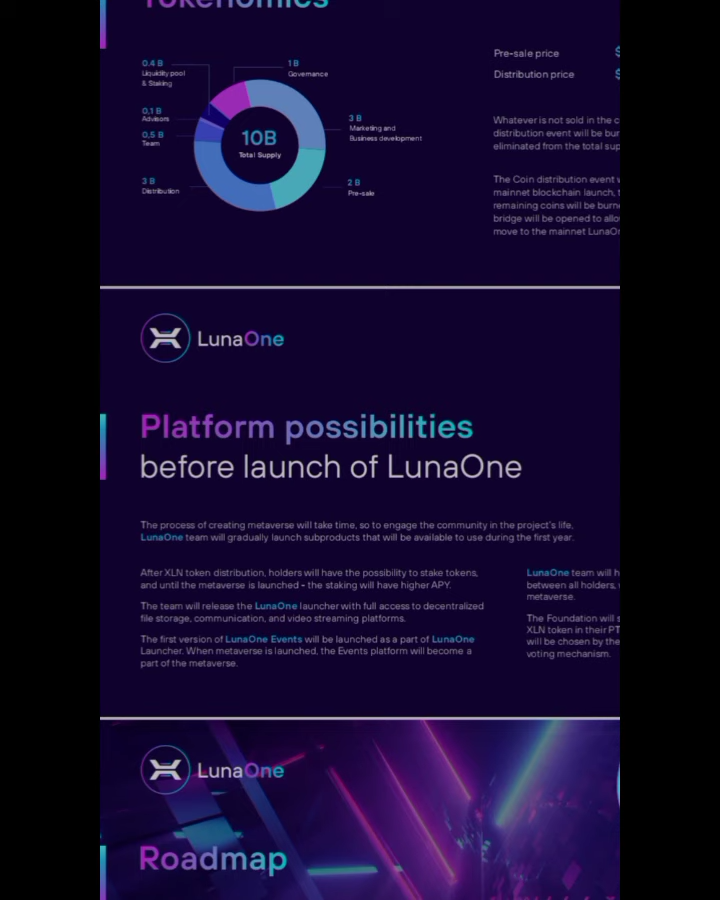 Tokenomics
0.4 B
Liquidity pool
& Staking
1 B
Governance
0.1 B
Advisors
0.5 B
Team
10B
Total Supply
3 B
Marketing and
Business development
3 B
Distribution
2 B
Pre-sale
Pre-sale price $
Distribution price $
Whatever is not sold in the c
distribution event will be bur
eliminated from the total sup
The Coin distribution event
mainnet blockchain launch,
remaining coins will be burn
bridge will be opened to allo
move to the mainnet LunaOr
LunaOne
Platform possibilities
before launch of LunaOne
The process of creating metaverse will take time, so to engage the community in the project's life,
LunaOne team will gradually launch subproducts that will be available to use during the first year.
After XLN token distribution, holders will have the possibility to stake tokens,
and until the metaverse is launched - the staking will have higher APY.
The team will release the LunaOne launcher with full access to decentralized
file storage, communication, and video streaming platforms.
The first version of LunaOne Events will be launched as a part of LunaOne
Launcher. When metaverse is launched, the Events platform will become a
part of the metaverse.
LunaOne team will h
between all holders,
metaverse.
The Foundation will s
XLN token in their PT
will be chosen by the
voting mechanism.
LunaOne
Roadmap